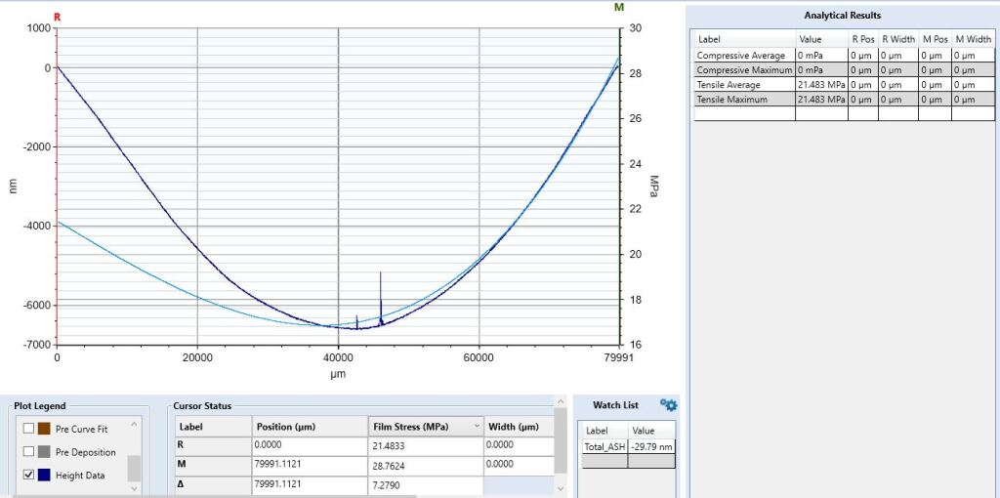 R
M
Analytical Results
1000
0
-2000
-4000
-6000
-7000
nm
0
20000
40000
60000
79991
µm
30
28
26
24
22
20
18
16
MPa
Label Value R Pos R Width M Pos M Width
Compressive Average 0 mPa 0 µm 0 µm 0 µm 0 µm
Compressive Maximum 0 mPa 0 µm 0 µm 0 µm 0 µm
Tensile Average 21.483 MPa 0 µm 0 µm 0 µm 0 µm
Tensile Maximum 21.483 MPa 0 µm 0 µm 0 µm 0 µm
Plot Legend
Pre Curve Fit
Pre Deposition
Height Data
Cursor Status
Label Position (µm) Film Stress (MPa) Width (µm)
R 0.0000 21.4833 0.0000
M 79991.1121 28.7624 0.0000
Δ 79991.1121 7.2790
Watch List
Label Value
Total_ASH -29.79 nm